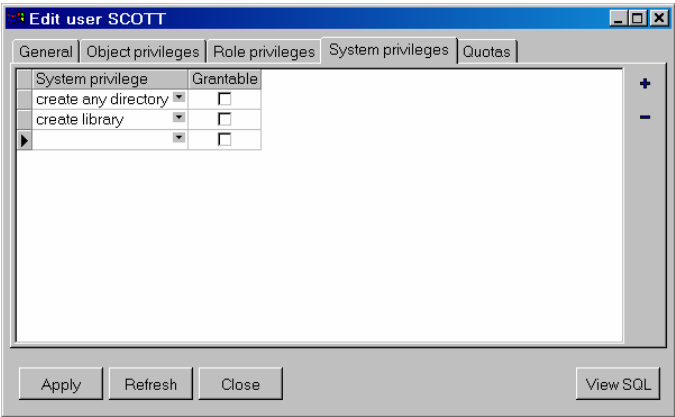 Edit user SCOTT
General Object privileges Role privileges System privileges Quotas
System privilege Grantable
create any directory
create library
Apply Refresh Close View SQL